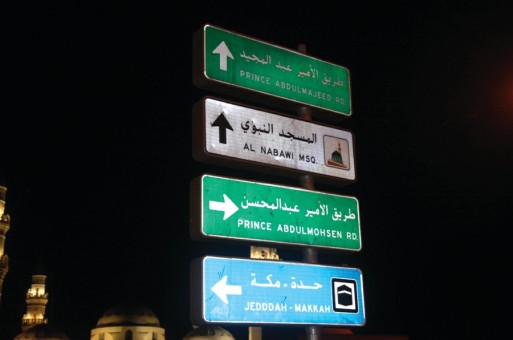 طريق الأمير عبد المجيد
PRINCE ABDULMAJEED RD.
المسجد النبوي
AL NABAWI MSQ.
طريق الأمير عبدالمحسن
PRINCE ABDULMOHSEN RD.
جدة - مكة
JEDDDAH - MAKKAH